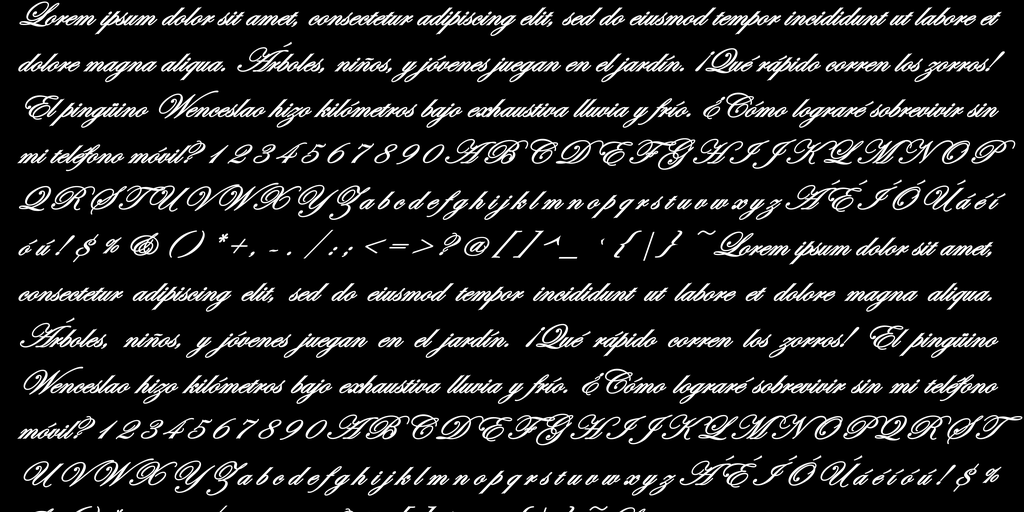 Lorem ipsum dolor sit amet, consectetur adipiscing elit, sed do eiusmod tempor incididunt ut labore et
dolore magna aliqua. Árboles, niños, y jóvenes juegan en el jardín. ¡Qué rápido corren los zorros!
El pingüino Wenceslao hizo kilómetros bajo exhaustiva lluvia y frío. ¿Cómo lograré sobrevivir sin
mi teléfono móvil? 1 2 3 4 5 6 7 8 9 0 A B C D E F G H I J K L M N O P
Q R S T U V W X Y Z a b c d e f g h i j k l m n o p q r s t u v w x y z Á É Í Ó Ú á é í
ó ú ! $ % & ( ) * + , - . / : ; < = > ? @ [ ] ^ _ ` { | } ~ Lorem ipsum dolor sit amet,
consectetur adipiscing elit, sed do eiusmod tempor incididunt ut labore et dolore magna aliqua.
Árboles, niños, y jóvenes juegan en el jardín. ¡Qué rápido corren los zorros! El pingüino
Wenceslao hizo kilómetros bajo exhaustiva lluvia y frío. ¿Cómo lograré sobrevivir sin mi teléfono
móvil? 1 2 3 4 5 6 7 8 9 0 A B C D E F G H I J K L M N O P Q R S T
U V W X Y Z a b c d e f g h i j k l m n o p q r s t u v w x y z Á É Í Ó Ú á é í ó ú ! $ %